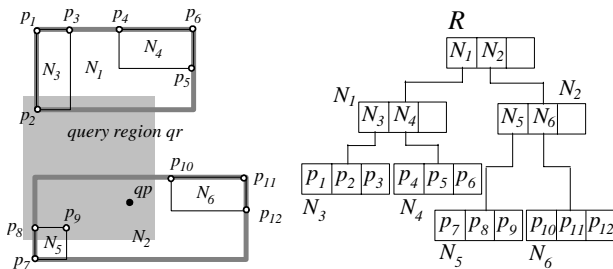 p1 p3 p4 p6
N3 N1 N4
p5
p2
query region qr
p10 p11
qp N6
p12
p8 p9
N5 N2
p7
R
N1 N2
N1 N2
N3 N4 N5 N6
p1 p2 p3 p4 p5 p6
N3 N4
p7 p8 p9 p10 p11 p12
N5 N6